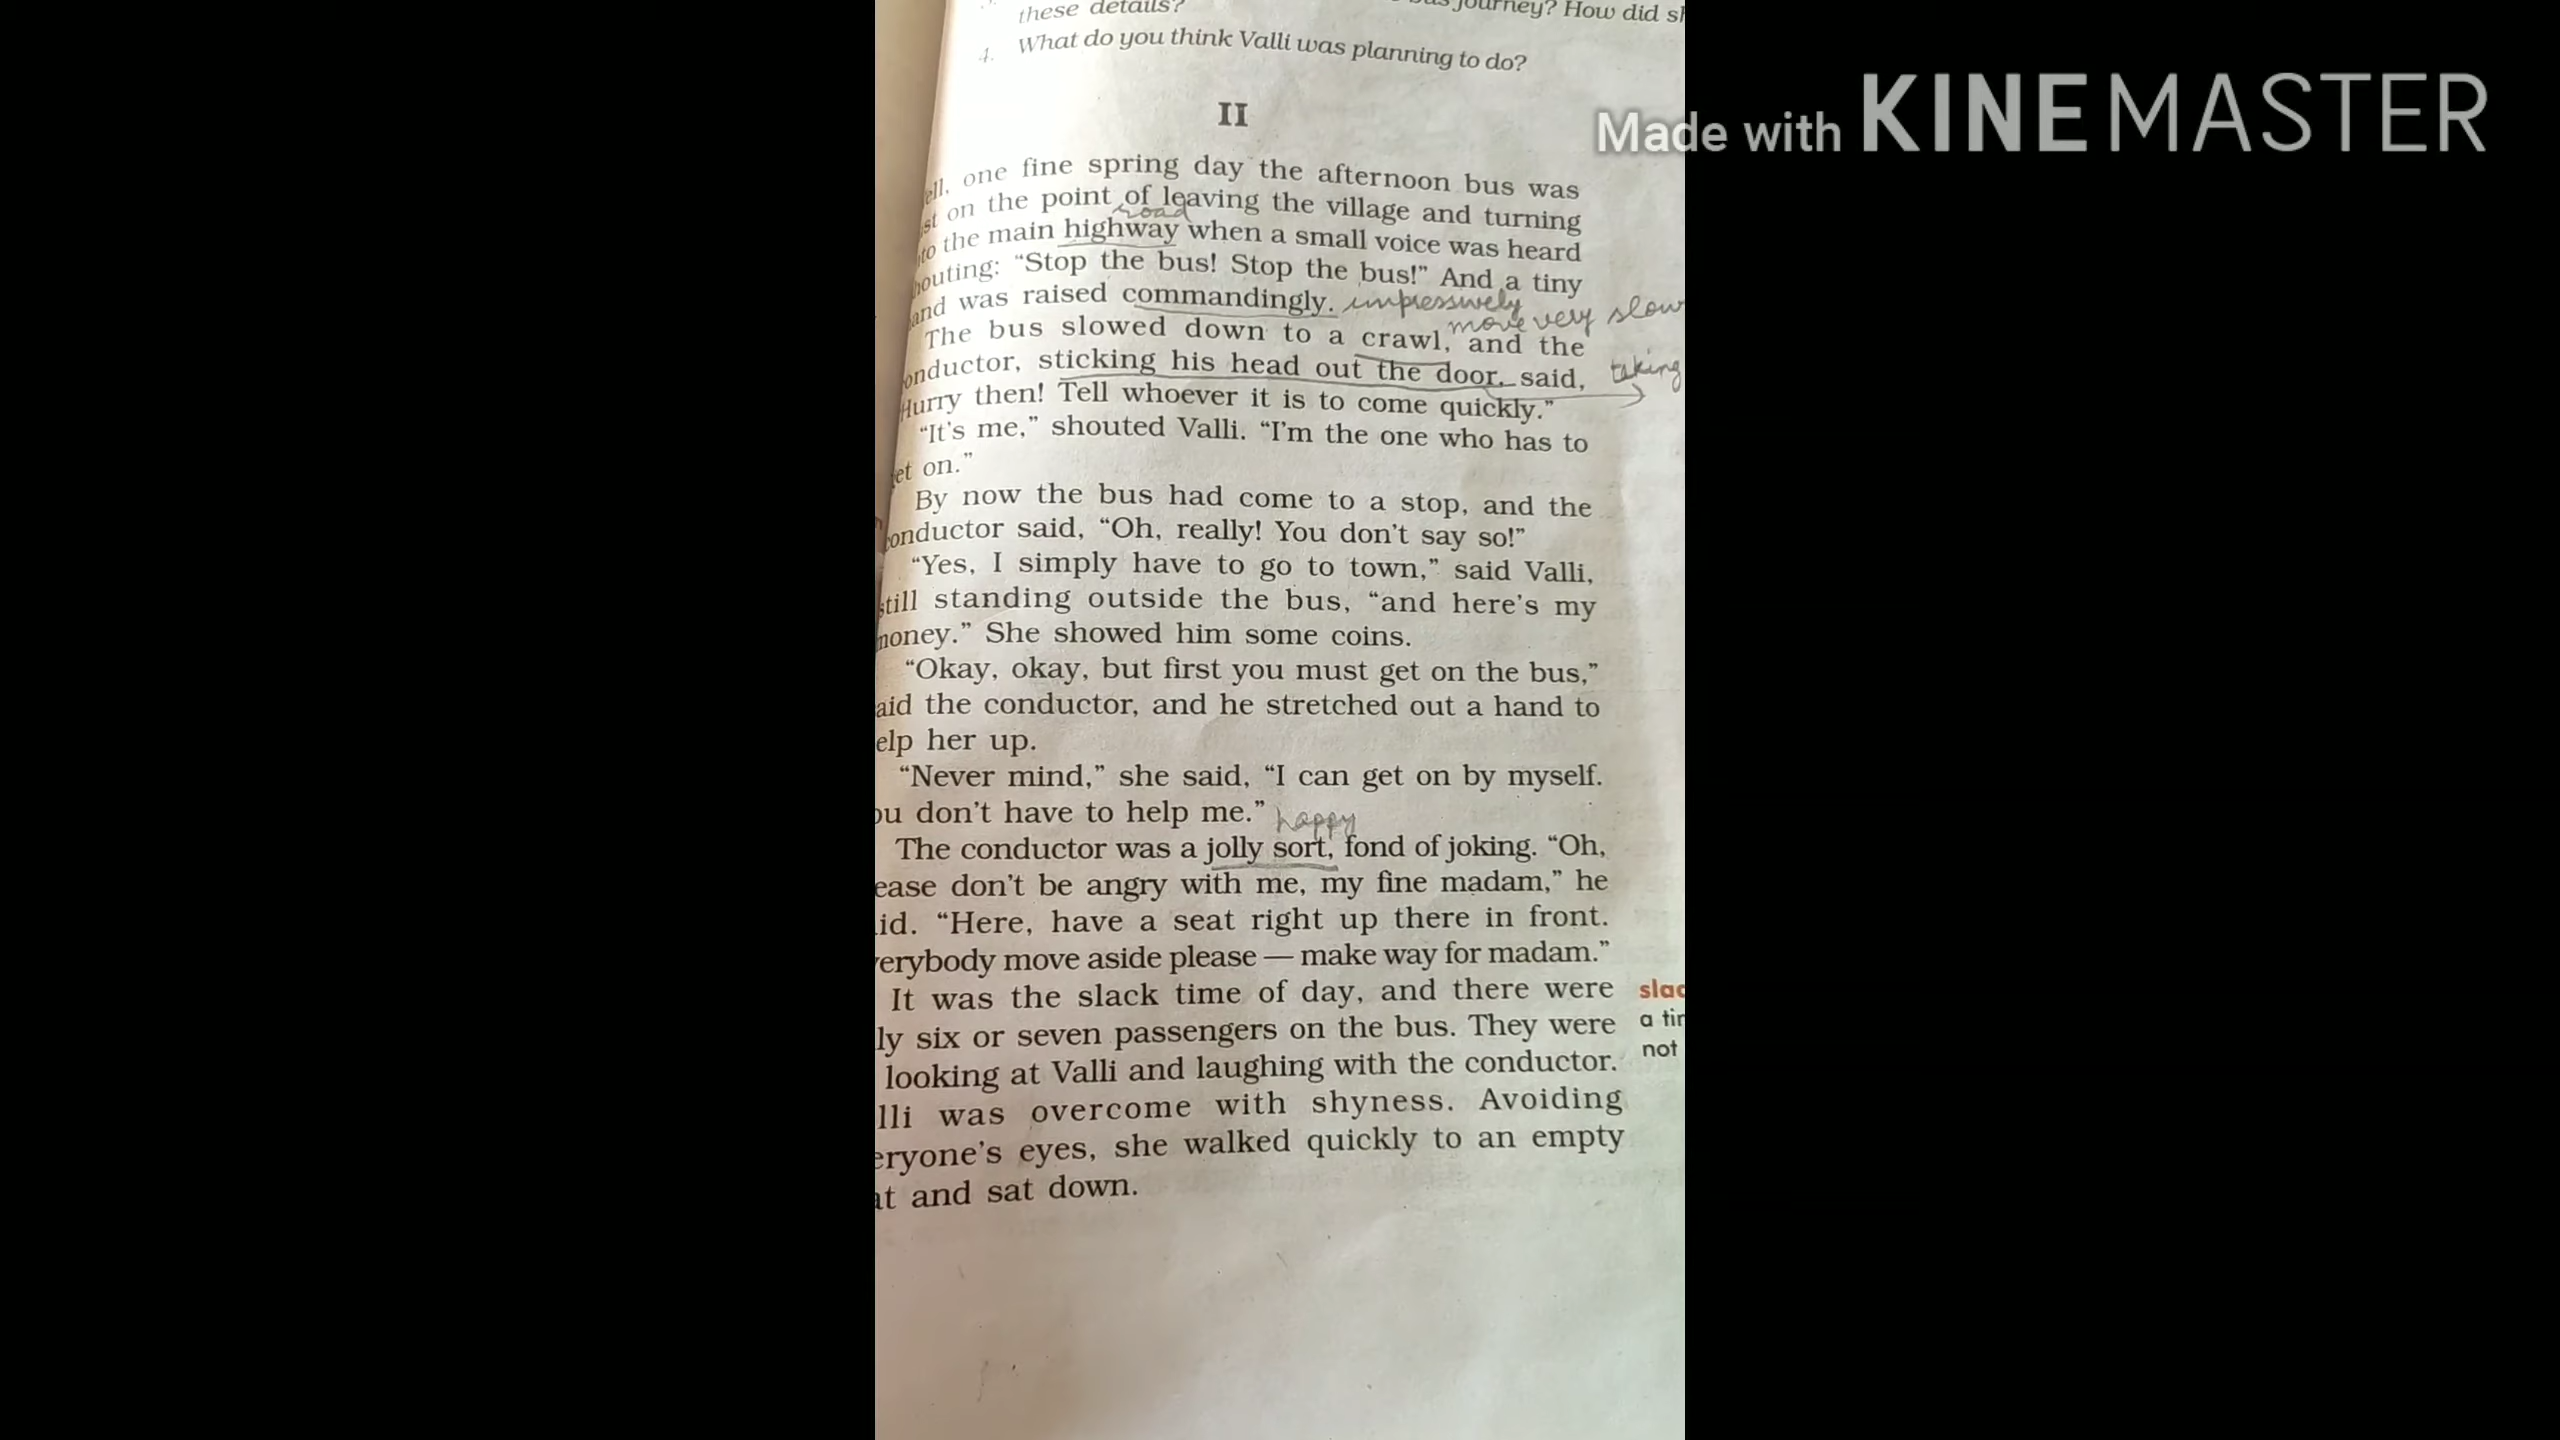 journey? How did
these details?
4. What do you think Valli was planning to do?
Made with KINEMASTER
II
ell, one fine spring day the afternoon bus was
st on the point of leaving the village and turning
road
to the main highway when a small voice was heard
houting: “Stop the bus! Stop the bus!” And a tiny
and was raised commandingly. impressively
move very slow
The bus slowed down to a crawl, and the
onductor, sticking his head out the door, said, taking
Hurry then! Tell whoever it is to come quickly.”
“It's me,” shouted Valli. “I'm the one who has to
et on.”
By now the bus had come to a stop, and the
conductor said, “Oh, really! You don't say so!”
“Yes, I simply have to go to town,” said Valli,
still standing outside the bus, “and here's my
money.” She showed him some coins.
“Okay, okay, but first you must get on the bus,”
aid the conductor, and he stretched out a hand to
elp her up.
“Never mind,” she said, “I can get on by myself.
ou don't have to help me.” happy
The conductor was a jolly sort, fond of joking. “Oh,
ease don't be angry with me, my fine madam,” he
id. “Here, have a seat right up there in front.
verybody move aside please — make way for madam.”
It was the slack time of day, and there were slac
ly six or seven passengers on the bus. They were a tir
looking at Valli and laughing with the conductor. not
lli was overcome with shyness. Avoiding
eryone's eyes, she walked quickly to an empty
at and sat down.